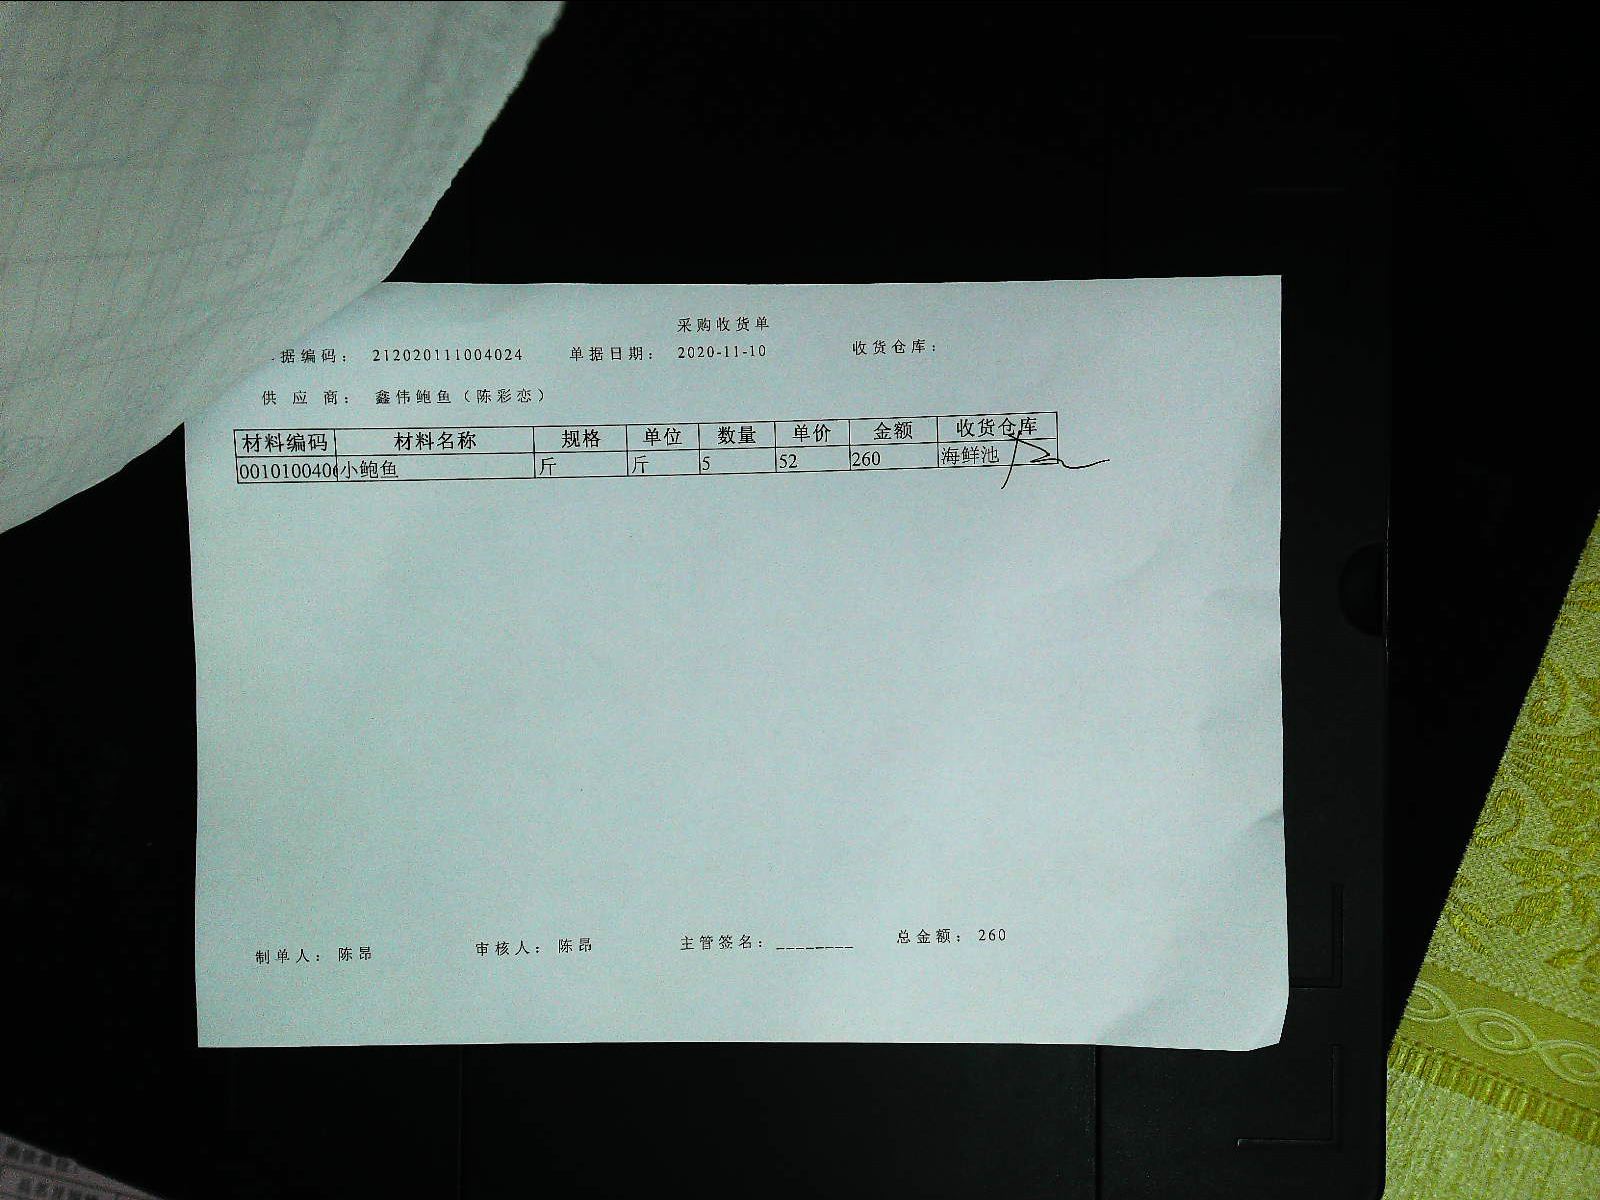 采购收货单
据编码： 212020111004024 单据日期： 2020-11-10 收货仓库：
供应商： 鑫伟鲍鱼（陈彩恋）
材料编码 材料名称 规格 单位 数量 单价 金额 收货仓库
0010100406 小鲍鱼 斤 斤 5 52 260 海鲜池
制单人： 陈昂 审核人： 陈昂 主管签名：________ 总金额： 260